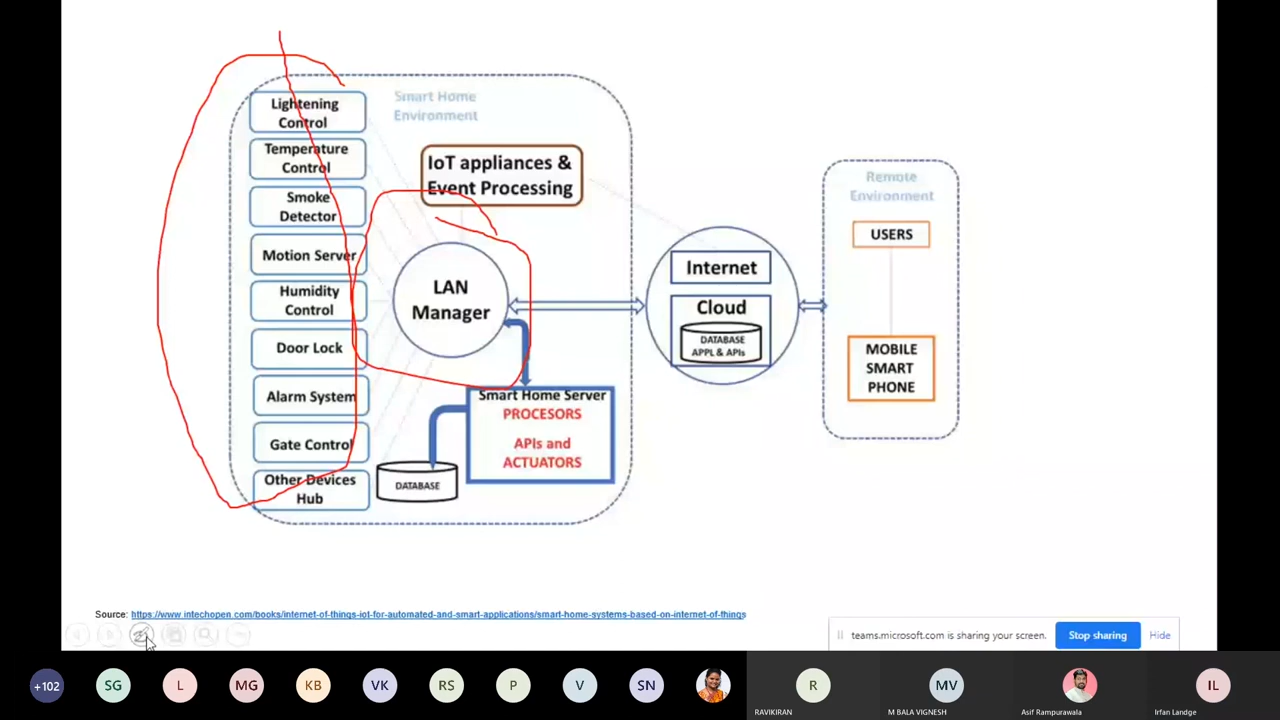 Smart Home
Environment
Lightening
Control
Temperature
Control
Smoke
Detector
Motion Server
Humidity
Control
Door Lock
Alarm System
Gate Control
Other Devices
Hub
IoT appliances &
Event Processing
LAN
Manager
Smart Home Server
PROCESORS
APIs and
ACTUATORS
DATABASE
Internet
Cloud
DATABASE
APPL & APIs
Remote
Environment
USERS
MOBILE
SMART
PHONE
Source: https://www.intechopen.com/books/internet-of-things-iot-for-automated-and-smart-applications/smart-home-systems-based-on-internet-of-things
teams.microsoft.com is sharing your screen. Stop sharing Hide
+102 SG L MG KB VK RS P V SN R MV IL
RAVIKIRAN M BALA VIGNESH Asif Rampurawala Irfan Landge